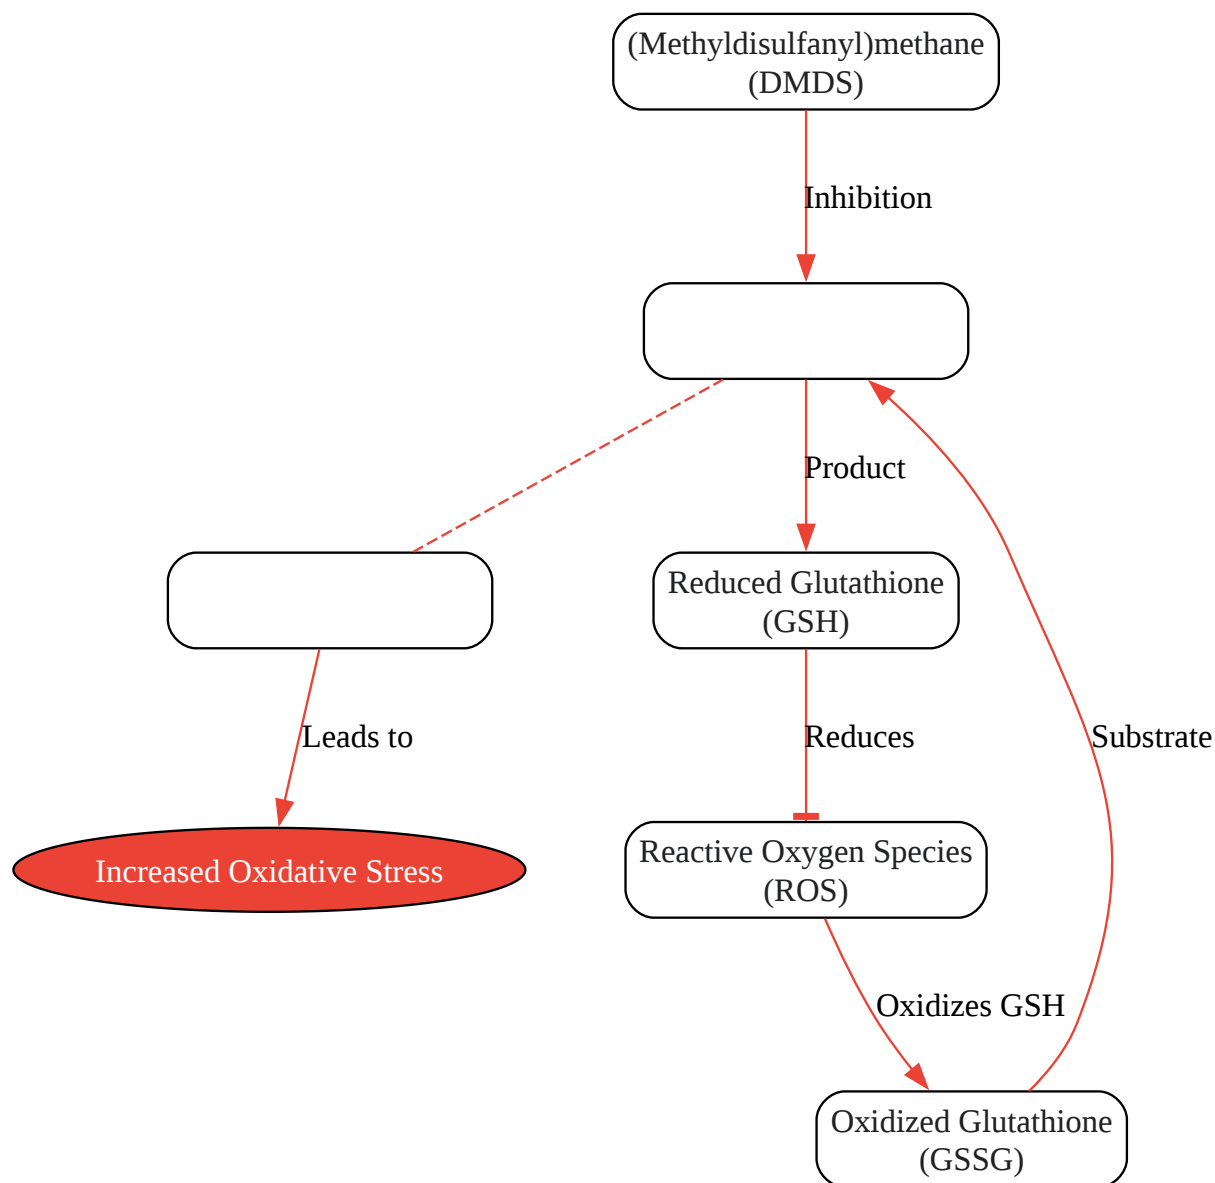 (Methyldisulfanyl)methane
(DMDS)
Inhibition
Product
Reduced Glutathione
(GSH)
Leads to
Reduces
Substrate
Increased Oxidative Stress
Reactive Oxygen Species
(ROS)
Oxidizes GSH
Oxidized Glutathione
(GSSG)